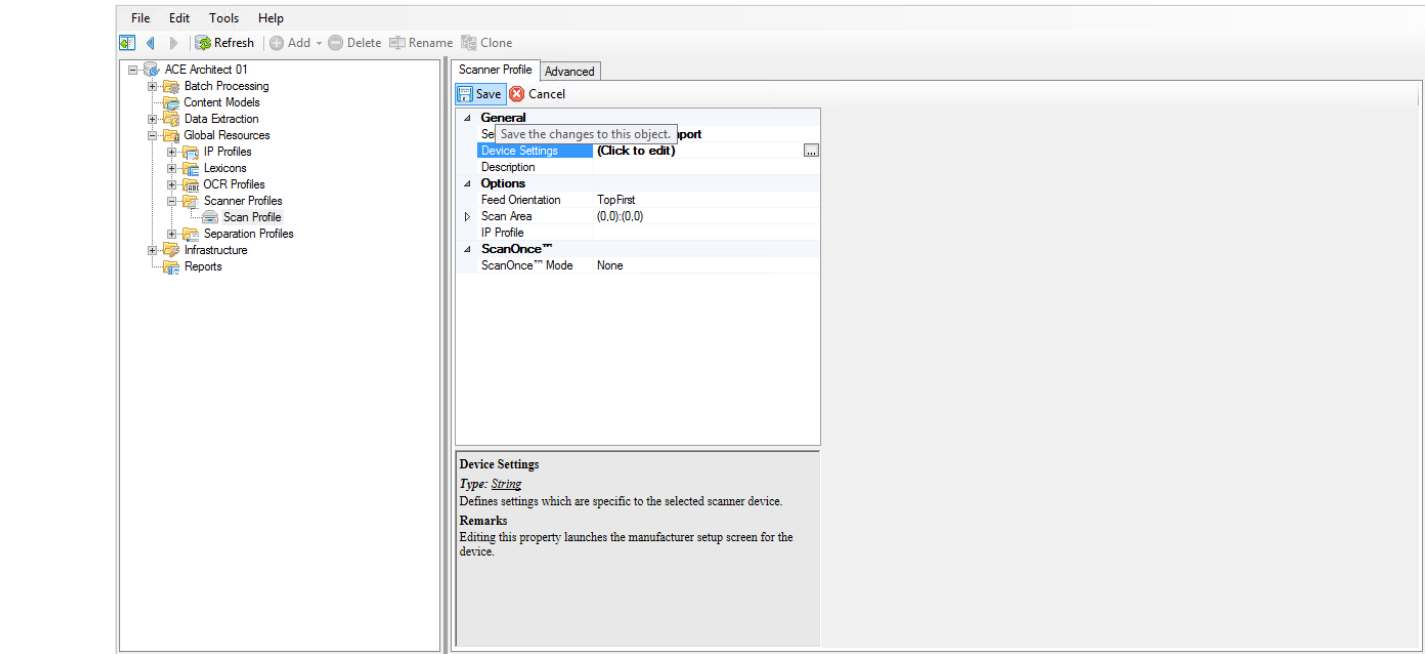 File Edit Tools Help
Refresh Add Delete Rename Clone
ACE Architect 01
Batch Processing
Content Models
Data Extraction
Global Resources
IP Profiles
Lexicons
OCR Profiles
Scanner Profiles
Scan Profile
Separation Profiles
Infrastructure
Reports
Scanner Profile Advanced
Save Cancel
General
Save the changes to this object.
Device Settings (Click to edit) ...
Description
Options
Feed Orientation TopFirst
Scan Area (0,0):(0,0)
IP Profile
ScanOnce™
ScanOnce™ Mode None
Device Settings
Type: String
Defines settings which are specific to the selected scanner device.
Remarks
Editing this property launches the manufacturer setup screen for the
device.